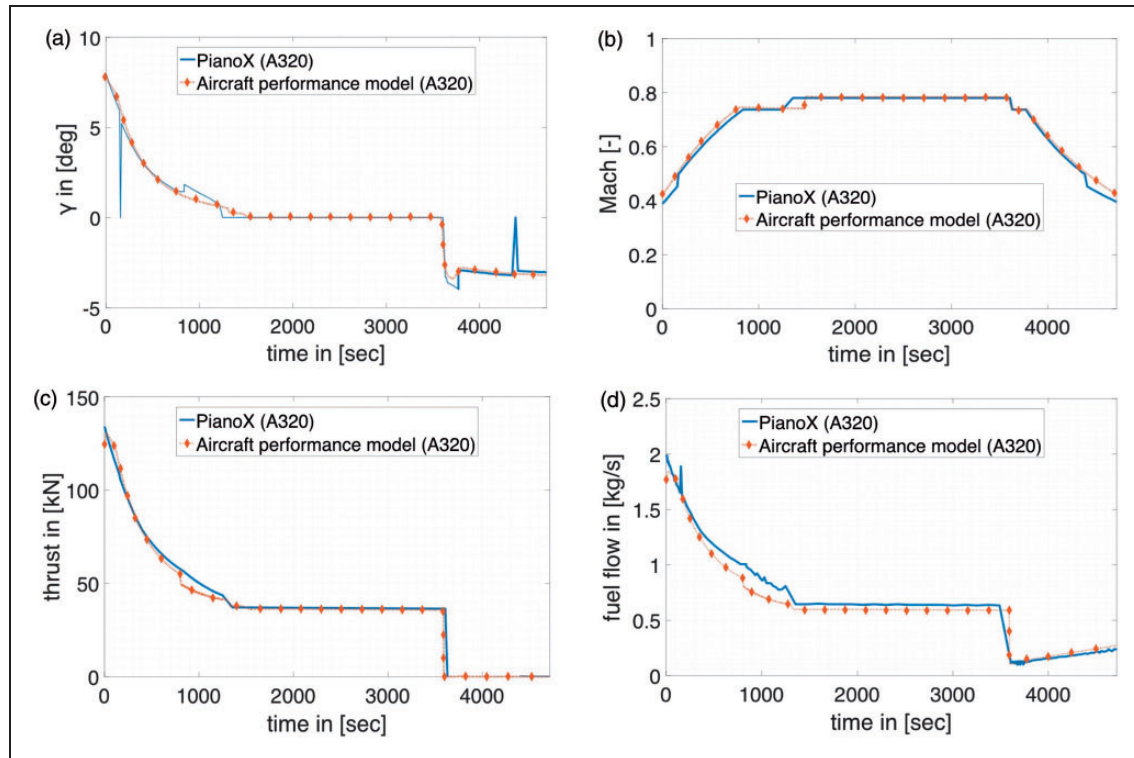 (a)
10
5
0
-5
γ in [deg]
PianoX (A320)
Aircraft performance model (A320)
0 1000 2000 3000 4000
time in [sec]
(b)
1
0.8
0.6
0.4
0.2
0
Mach [-]
PianoX (A320)
Aircraft performance model (A320)
0 1000 2000 3000 4000
time in [sec]
(c)
150
100
50
0
thrust in [kN]
PianoX (A320)
Aircraft performance model (A320)
0 1000 2000 3000 4000
time in [sec]
(d)
2.5
2
1.5
1
0.5
0
fuel flow in [kg/s]
PianoX (A320)
Aircraft performance model (A320)
0 1000 2000 3000 4000
time in [sec]